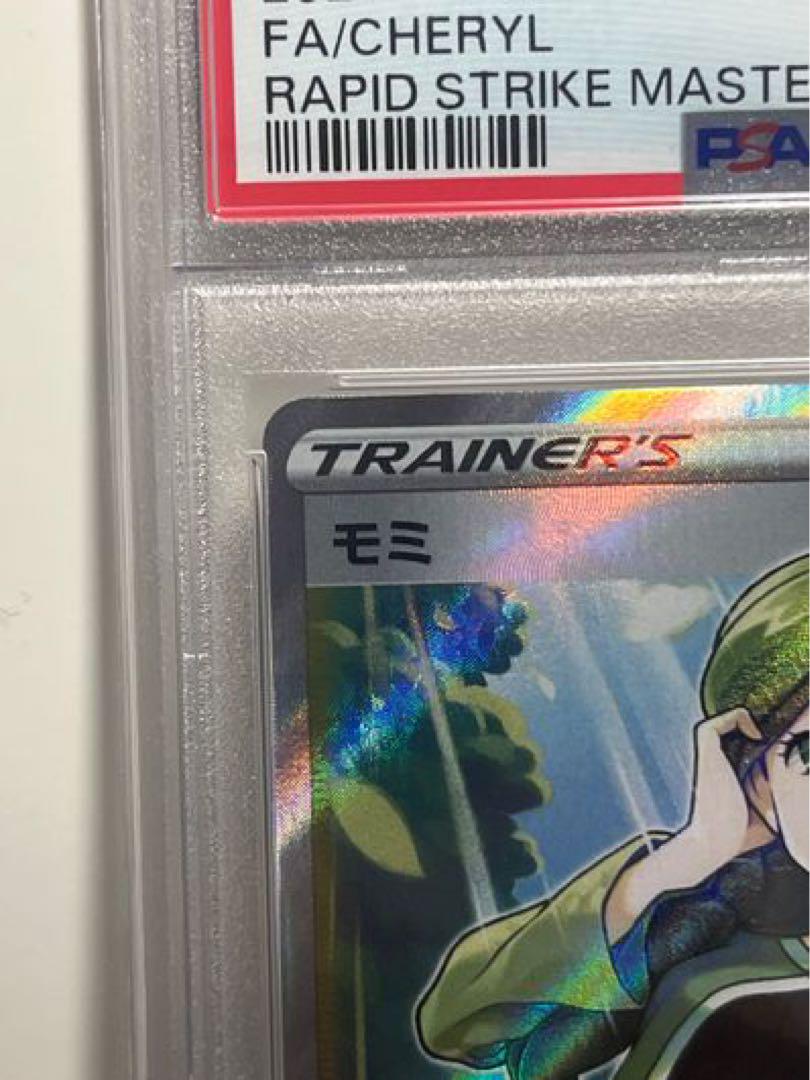 FA/CHERYL
RAPID STRIKE MASTE
PSA
TRAINER'S
モミ